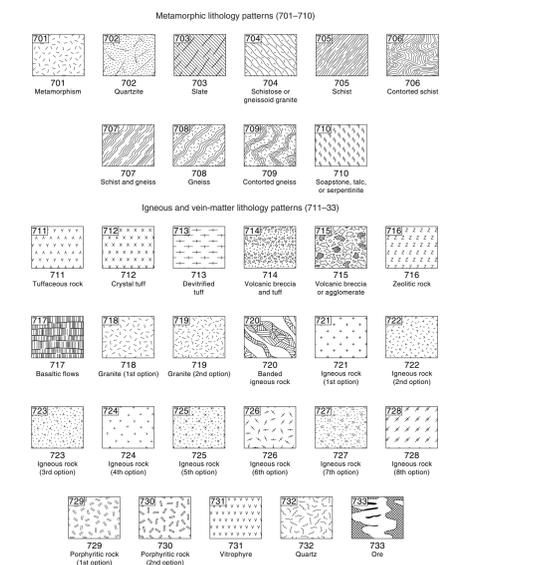 Metamorphic lithology patterns (701–710)
701 702 703 704 705 706
701 702 703 704 705 706
Metamorphism Quartzite Slate Schistose or Schist Contorted schist
gneissoid granite
707 708 709 710
707 708 709 710
Schist and gneiss Gneiss Contorted gneiss Soapstone, talc,
or serpentinite
Igneous and vein-matter lithology patterns (711–33)
711 712 713 714 715 716
711 712 713 714 715 716
Tuffaceous rock Crystal tuff Devitrified Volcanic breccia Volcanic breccia Zeolitic rock
tuff and tuff or agglomerate
717 718 719 720 721 722
717 718 719 720 721 722
Basaltic flows Granite (1st option) Granite (2nd option) Banded Igneous rock Igneous rock
igneous rock (1st option) (2nd option)
723 724 725 726 727 728
723 724 725 726 727 728
Igneous rock Igneous rock Igneous rock Igneous rock Igneous rock Igneous rock
(3rd option) (4th option) (5th option) (6th option) (7th option) (8th option)
729 730 731 732 733
729 730 731 732 733
Porphyritic rock Porphyritic rock Vitrophyre Quartz Ore
(1st option) (2nd option)